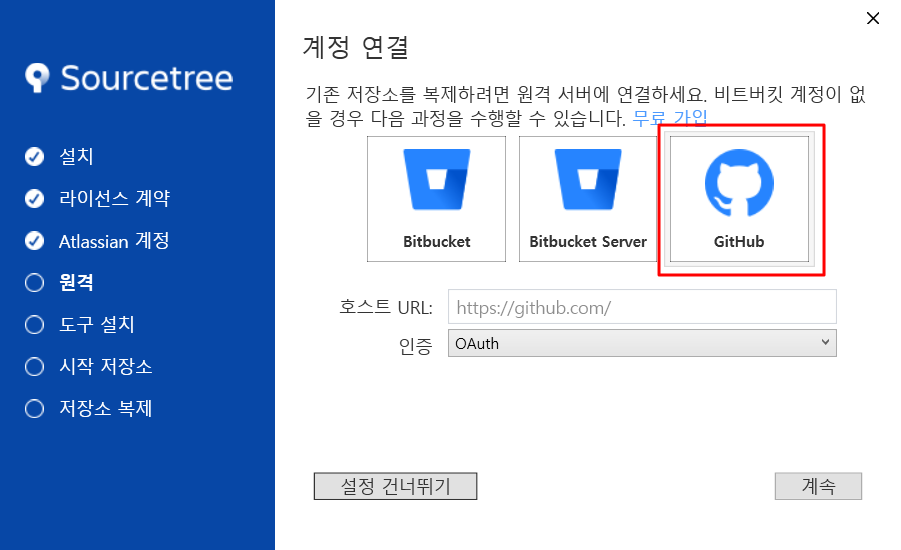 Sourcetree
설치
라이선스 계약
Atlassian 계정
원격
도구 설치
시작 저장소
저장소 복제
계정 연결
기존 저장소를 복제하려면 원격 서버에 연결하세요. 비트버킷 계정이 없
을 경우 다음 과정을 수행할 수 있습니다. 무료 가입
Bitbucket
Bitbucket Server
GitHub
호스트 URL: https://github.com/
인증 OAuth
설정 건너뛰기
계속